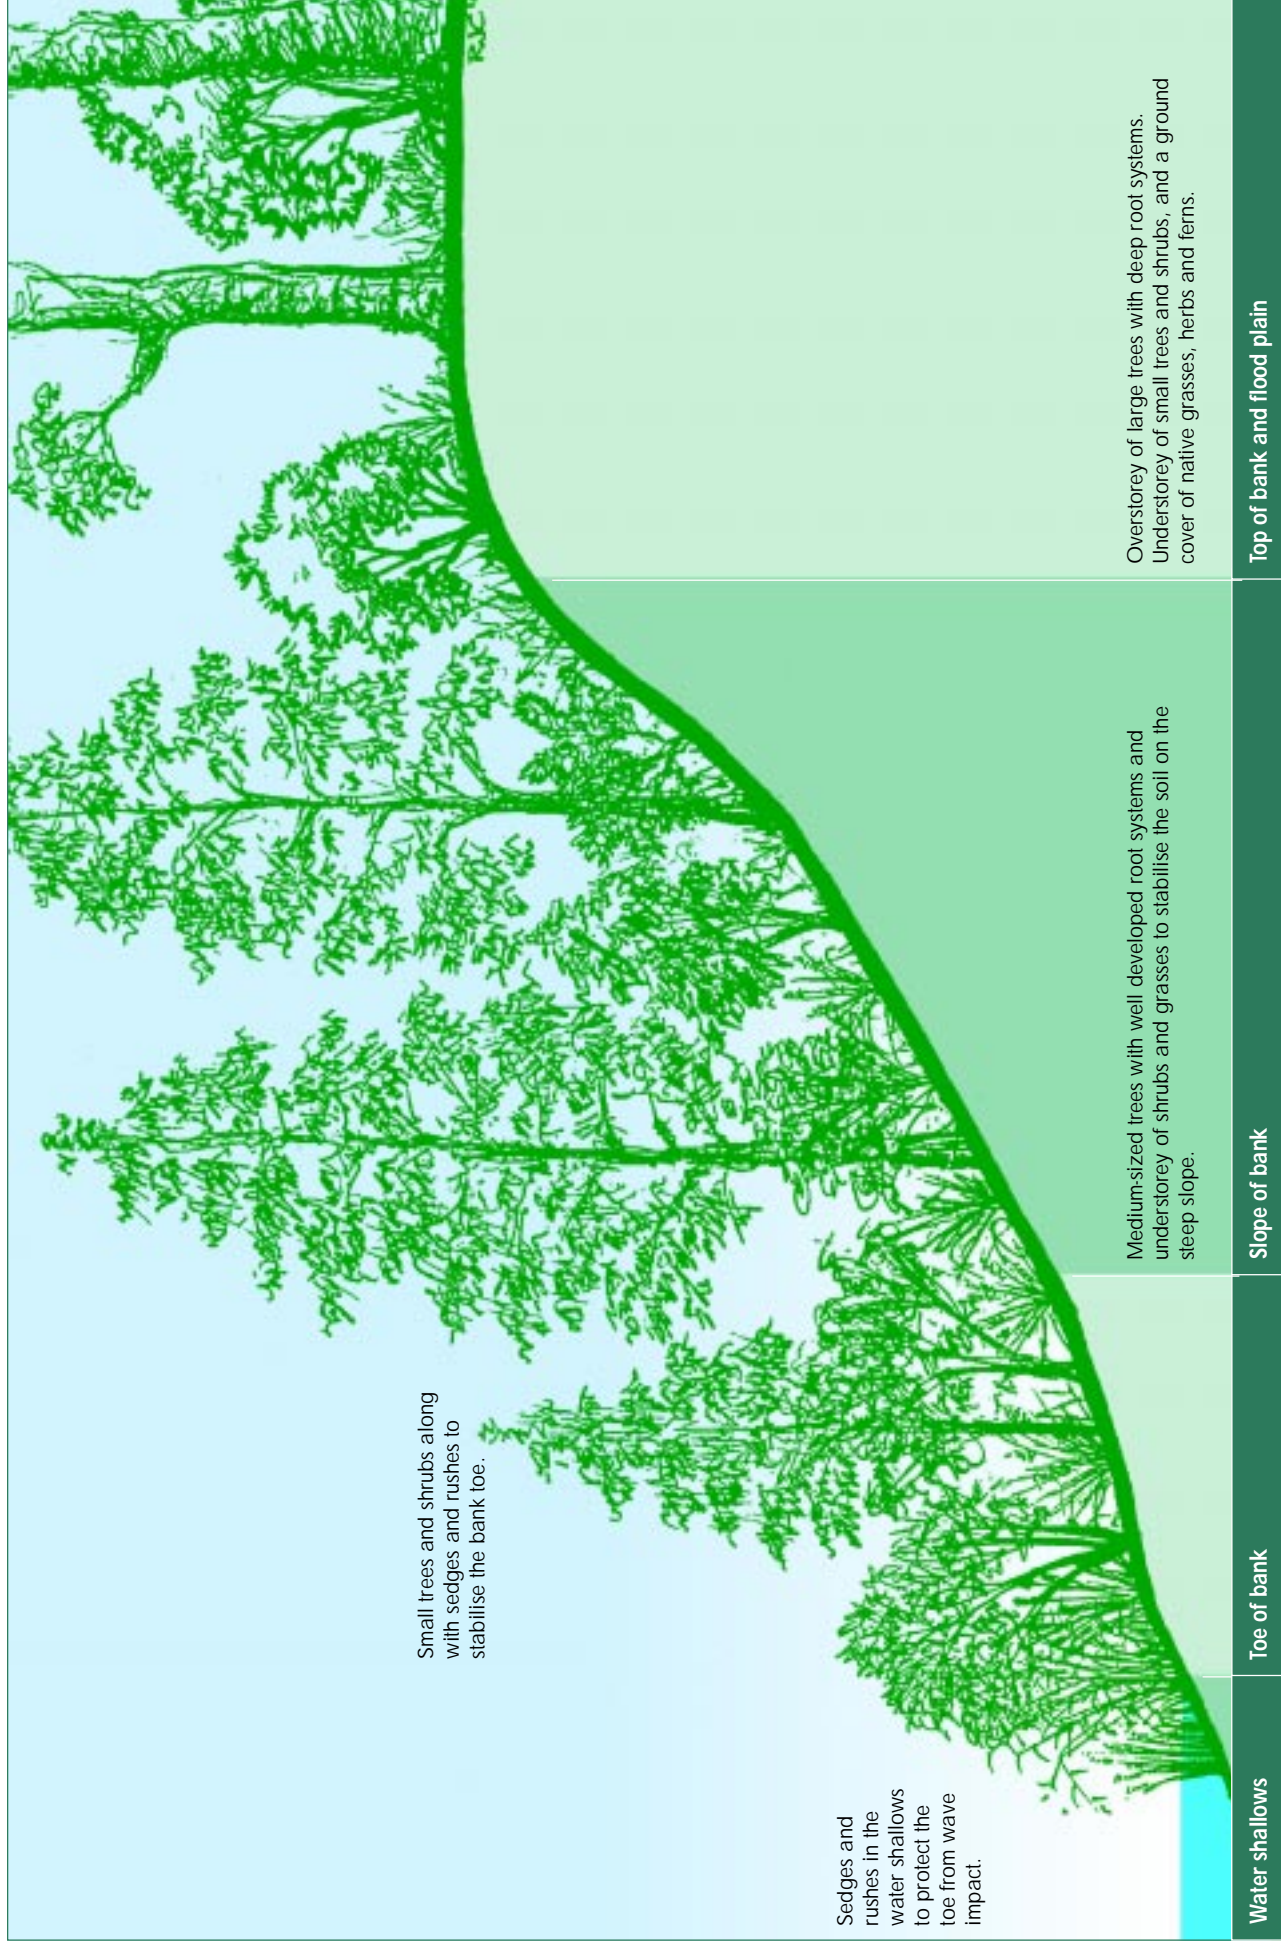 Small trees and shrubs along
with sedges and rushes to
stabilise the bank toe.
Sedges and
rushes in the
water shallows
to protect the
toe from wave
impact.
Medium-sized trees with well developed root systems and
understorey of shrubs and grasses to stabilise the soil on the
steep slope.
Overstorey of large trees with deep root systems.
Understorey of small trees and shrubs, and a ground
cover of native grasses, herbs and ferns.
Water shallows
Toe of bank
Slope of bank
Top of bank and flood plain